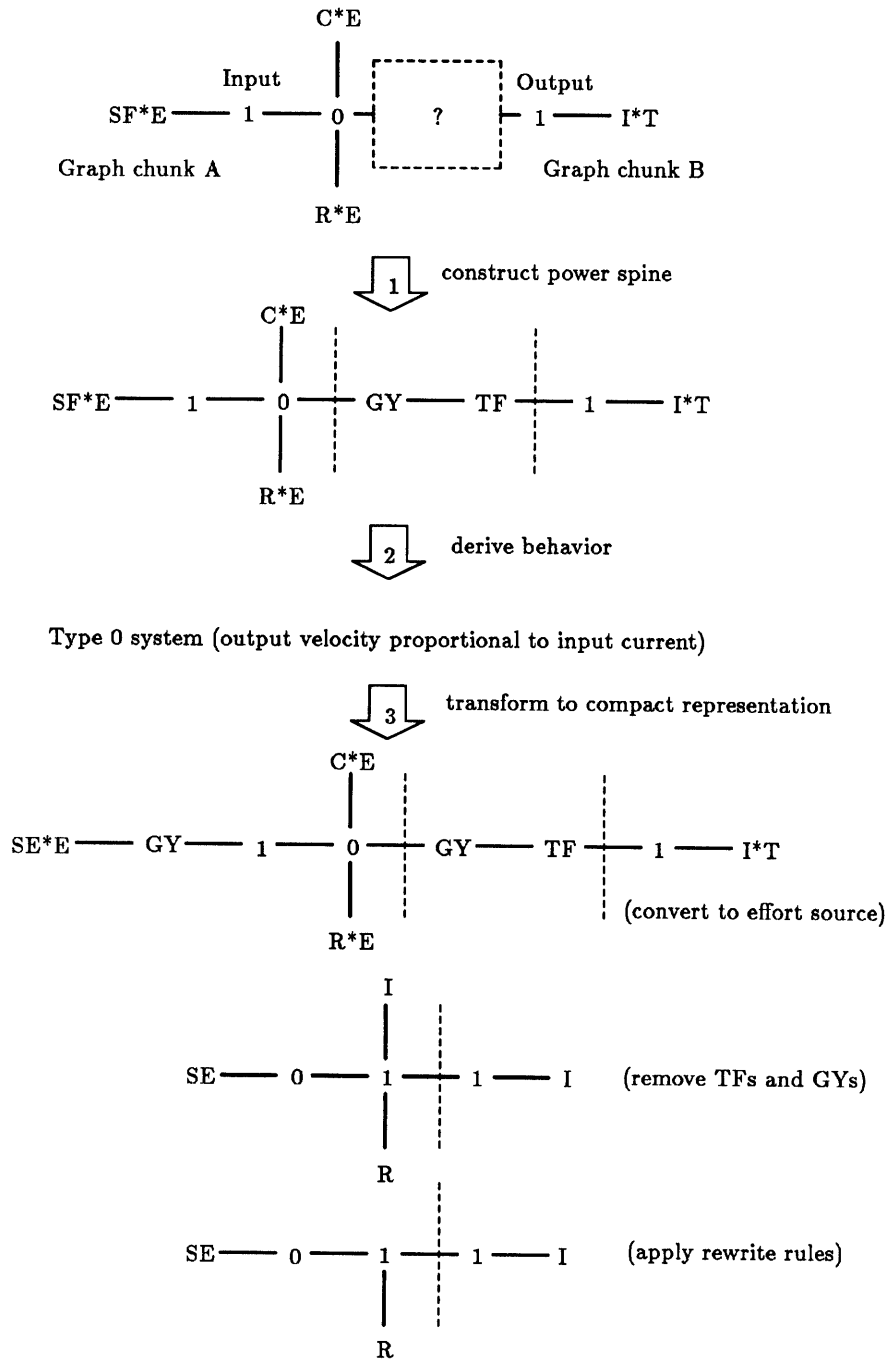 C*E
Input Output
SF*E 1 0 ? 1 I*T
Graph chunk A Graph chunk B
R*E
1 construct power spine
C*E
SF*E 1 0 GY TF 1 I*T
R*E
2 derive behavior
Type 0 system (output velocity proportional to input current)
3 transform to compact representation
C*E
SE*E GY 1 0 GY TF 1 I*T
(convert to effort source)
R*E
I
SE 0 1 1 I (remove TFs and GYs)
R
SE 0 1 1 I (apply rewrite rules)
R